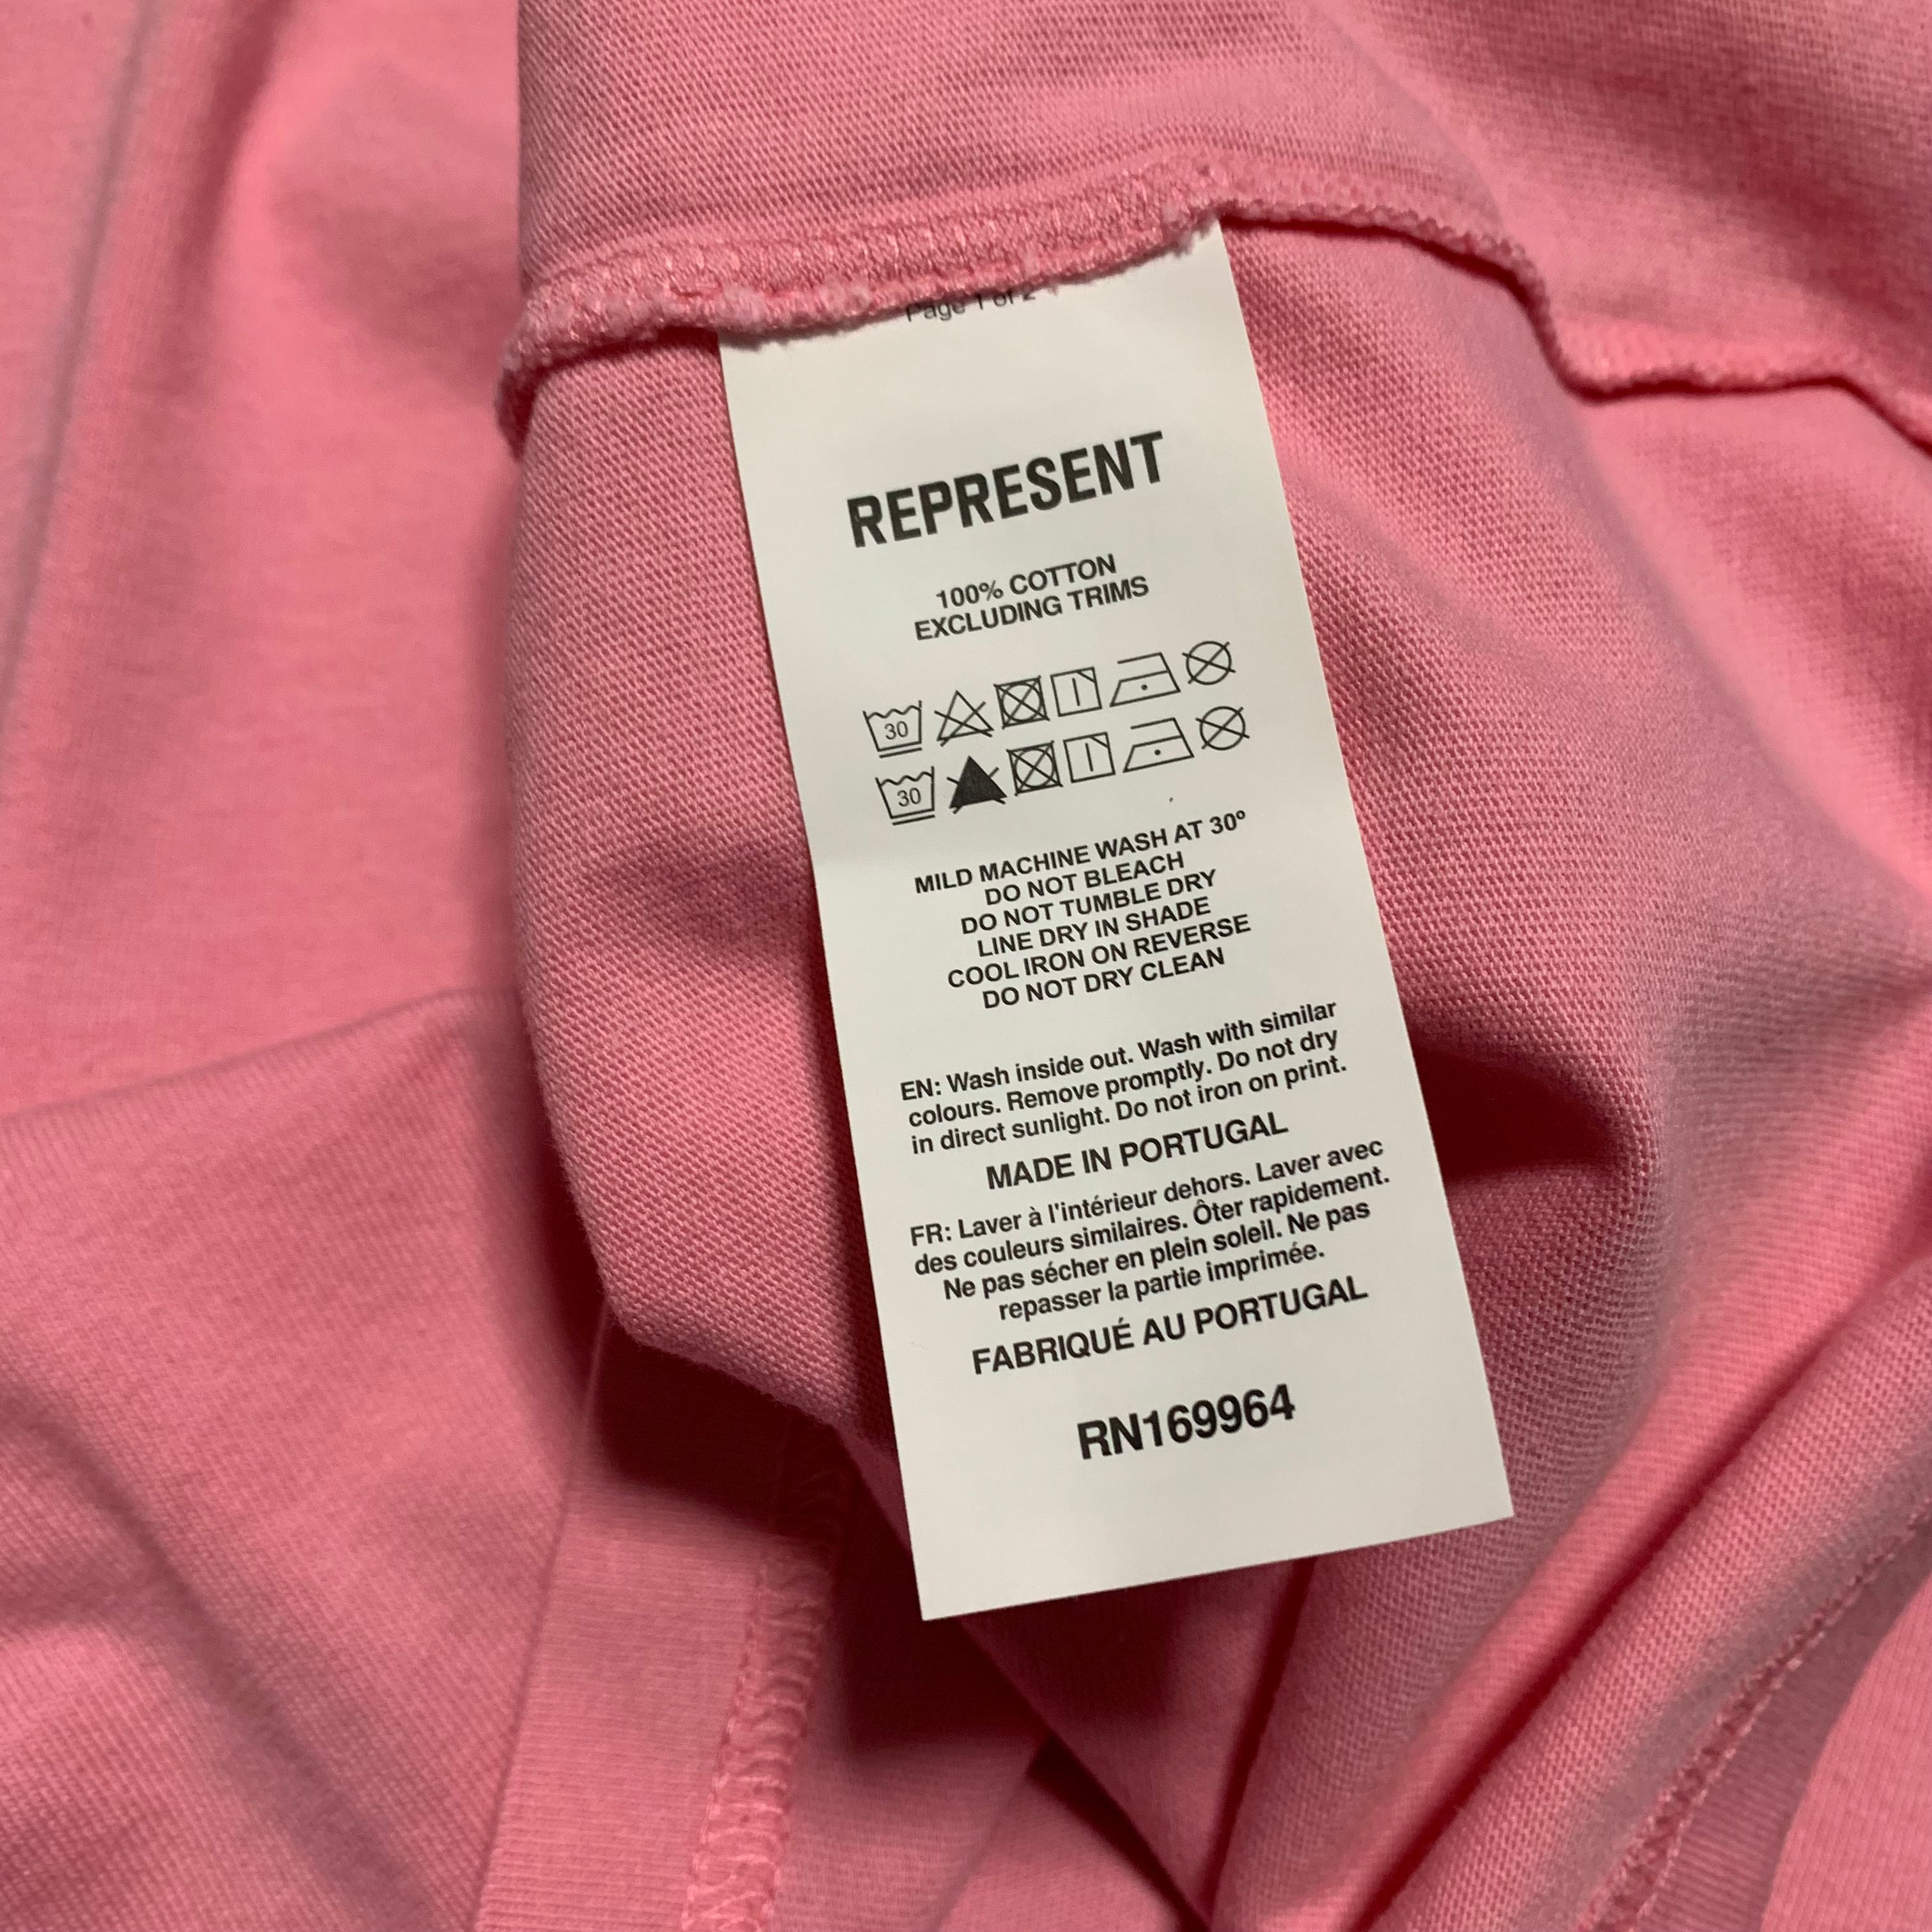 Page 1 of 2
REPRESENT
100% COTTON
EXCLUDING TRIMS
30
30
MILD MACHINE WASH AT 30º
DO NOT BLEACH
DO NOT TUMBLE DRY
LINE DRY IN SHADE
COOL IRON ON REVERSE
DO NOT DRY CLEAN
EN: Wash inside out. Wash with similar
colours. Remove promptly. Do not dry
in direct sunlight. Do not iron on print.
MADE IN PORTUGAL
FR: Laver à l'intérieur dehors. Laver avec
des couleurs similaires. Ôter rapidement.
Ne pas sécher en plein soleil. Ne pas
repasser la partie imprimée.
FABRIQUÉ AU PORTUGAL
RN169964